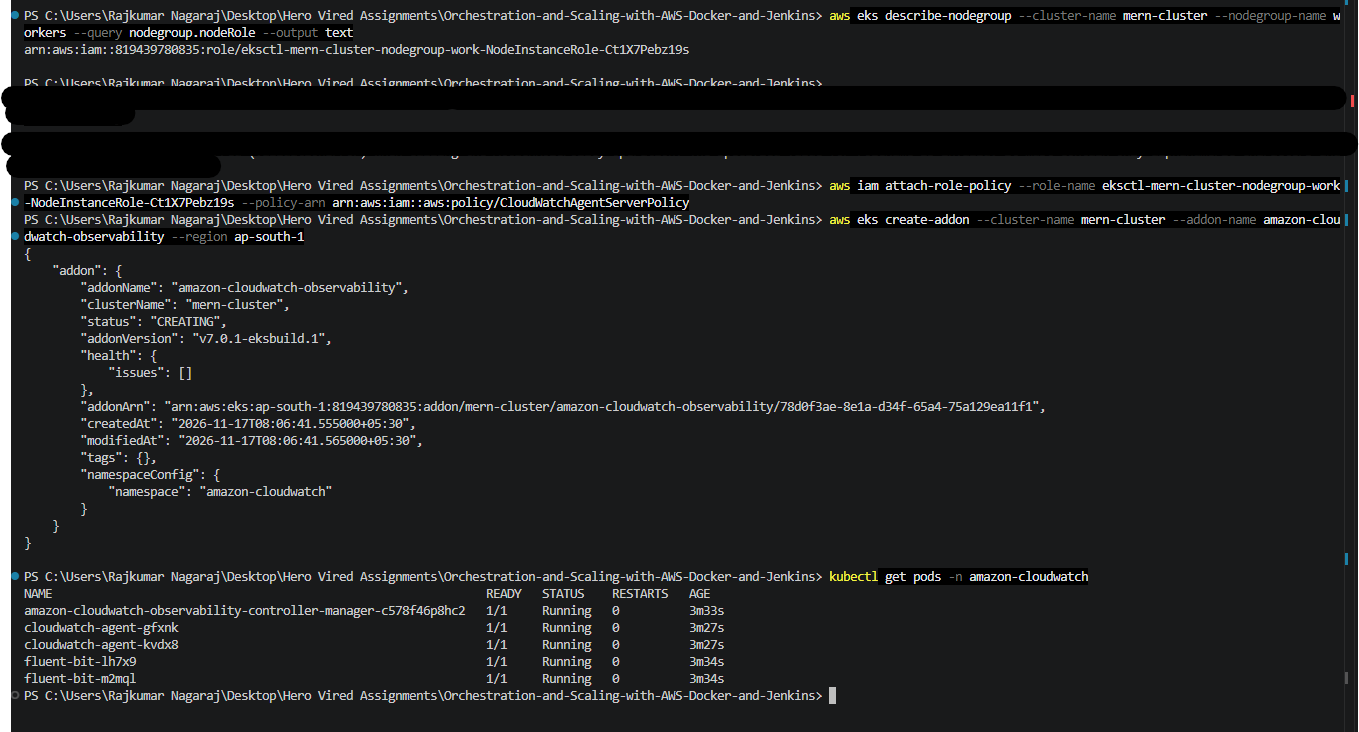 PS C:\Users\Rajkumar Nagaraj\Desktop\Hero Vired Assignments\Orchestration-and-Scaling-with-AWS-Docker-and-Jenkins> aws eks describe-nodegroup --cluster-name mern-cluster --nodegroup-name w
orkers --query nodegroup.nodeRole --output text
arn:aws:iam::819439780835:role/eksctl-mern-cluster-nodegroup-work-NodeInstanceRole-Ct1X7Pebz19s
PS C:\Users\Rajkumar Nagaraj\Desktop\Hero Vired Assignments\Orchestration-and-Scaling-with-AWS-Docker-and-Jenkins>
PS C:\Users\Rajkumar Nagaraj\Desktop\Hero Vired Assignments\Orchestration-and-Scaling-with-AWS-Docker-and-Jenkins> aws iam attach-role-policy --role-name eksctl-mern-cluster-nodegroup-work
-NodeInstanceRole-Ct1X7Pebz19s --policy-arn arn:aws:iam::aws:policy/CloudWatchAgentServerPolicy
PS C:\Users\Rajkumar Nagaraj\Desktop\Hero Vired Assignments\Orchestration-and-Scaling-with-AWS-Docker-and-Jenkins> aws eks create-addon --cluster-name mern-cluster --addon-name amazon-clou
dwatch-observability --region ap-south-1
{
    "addon": {
        "addonName": "amazon-cloudwatch-observability",
        "clusterName": "mern-cluster",
        "status": "CREATING",
        "addonVersion": "v7.0.1-eksbuild.1",
        "health": {
            "issues": []
        },
        "addonArn": "arn:aws:eks:ap-south-1:819439780835:addon/mern-cluster/amazon-cloudwatch-observability/78d0f3ae-8e1a-d34f-65a4-75a129ea11f1",
        "createdAt": "2026-11-17T08:06:41.555000+05:30",
        "modifiedAt": "2026-11-17T08:06:41.565000+05:30",
        "tags": {},
        "namespaceConfig": {
            "namespace": "amazon-cloudwatch"
        }
    }
}
PS C:\Users\Rajkumar Nagaraj\Desktop\Hero Vired Assignments\Orchestration-and-Scaling-with-AWS-Docker-and-Jenkins> kubectl get pods -n amazon-cloudwatch
NAME READY STATUS RESTARTS AGE
amazon-cloudwatch-observability-controller-manager-c578f46p8hc2 1/1 Running 0 3m33s
cloudwatch-agent-gfxnk 1/1 Running 0 3m27s
cloudwatch-agent-kvdx8 1/1 Running 0 3m27s
fluent-bit-lh7x9 1/1 Running 0 3m34s
fluent-bit-m2mql 1/1 Running 0 3m34s
PS C:\Users\Rajkumar Nagaraj\Desktop\Hero Vired Assignments\Orchestration-and-Scaling-with-AWS-Docker-and-Jenkins>